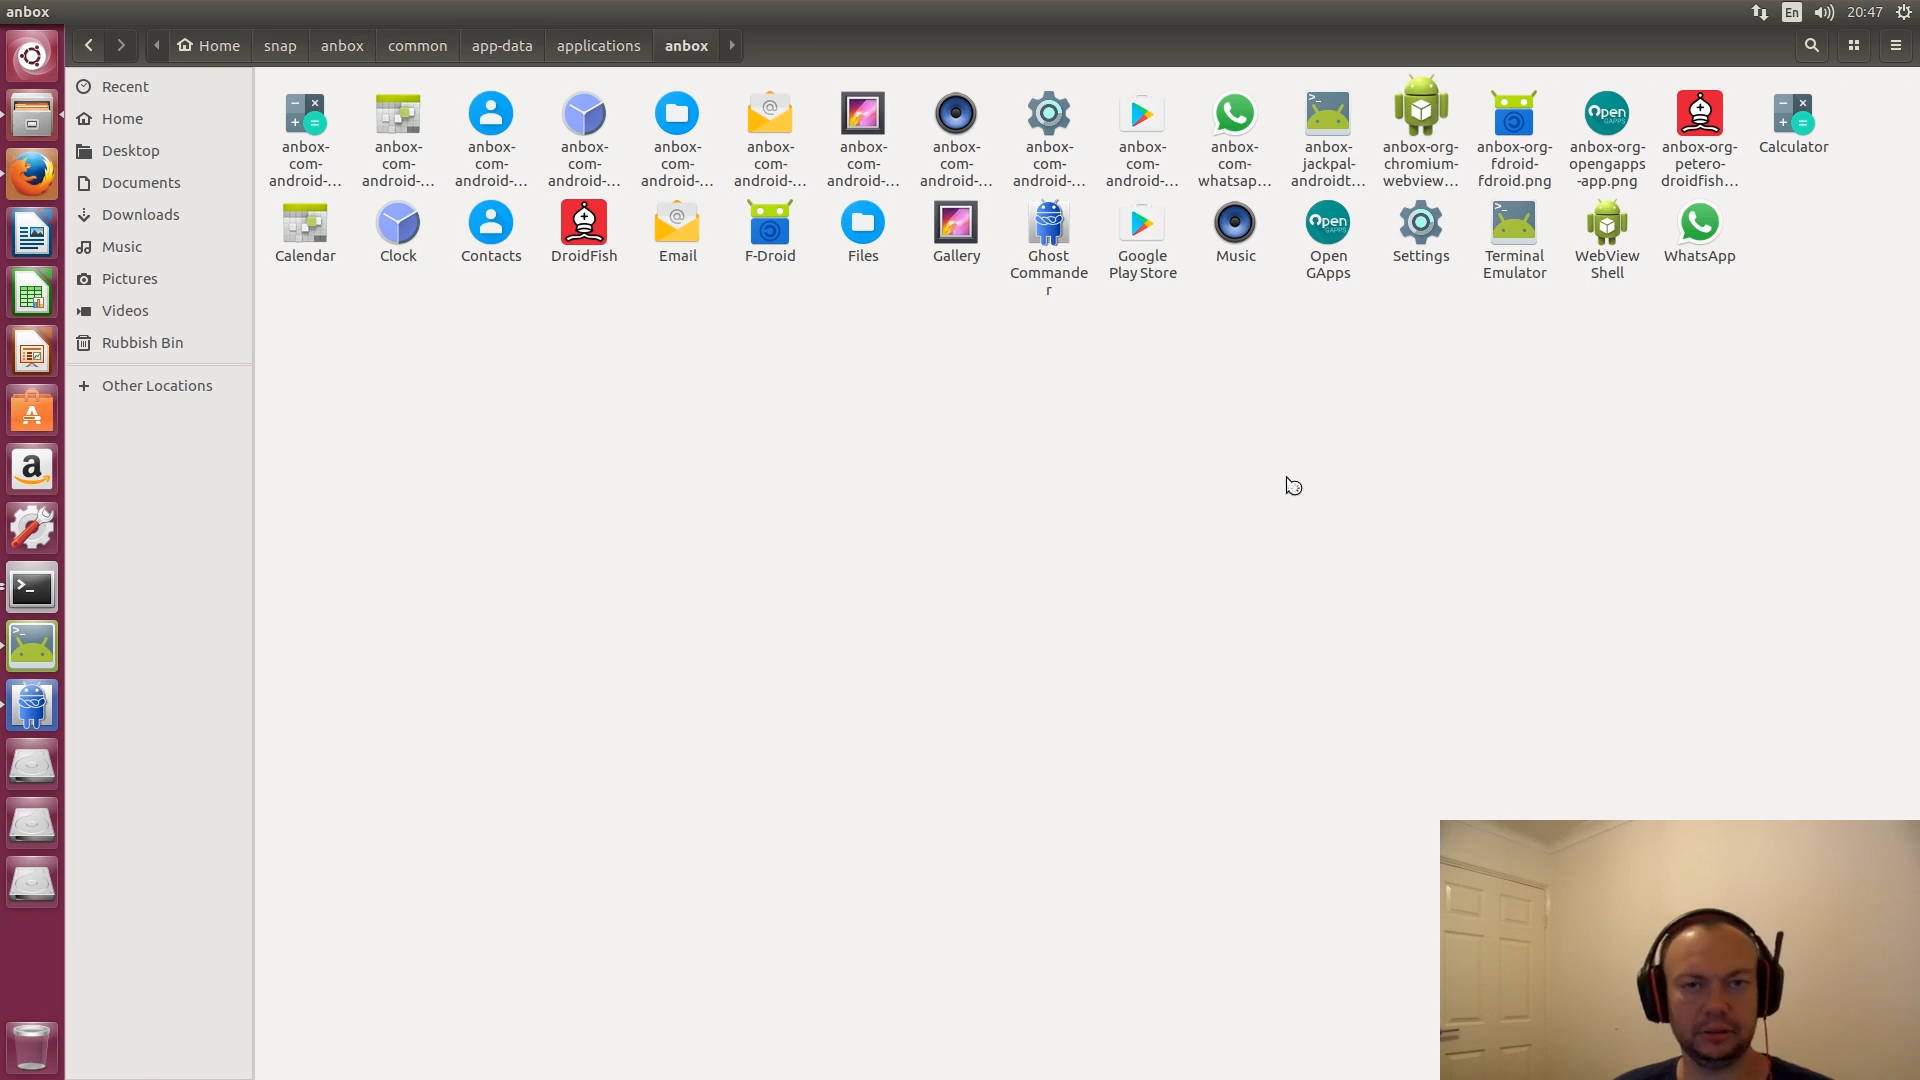 anbox
En
20:47
Home
snap
anbox
common
app-data
applications
anbox
Recent
Home
Desktop
Documents
Downloads
Music
Pictures
Videos
Rubbish Bin
Other Locations
anbox-
com-
android-...
anbox-
com-
android-...
anbox-
com-
android-...
anbox-
com-
android-...
anbox-
com-
android-...
anbox-
com-
android-...
anbox-
com-
android-...
anbox-
com-
android-...
anbox-
com-
android-...
anbox-
com-
android-...
anbox-
com-
whatsap...
anbox-
jackpal-
androidt...
anbox-org-
chromium-
webview...
anbox-org-
fdroid-
fdroid.png
Open
GAPPS
anbox-org-
opengapps
-app.png
anbox-org-
petero-
droidfish...
Calculator
Calendar
Clock
Contacts
DroidFish
Email
F-Droid
Files
Gallery
Ghost
Commande
r
Google
Play Store
Music
Open
GAPPS
Open
GApps
Settings
Terminal
Emulator
WebView
Shell
WhatsApp